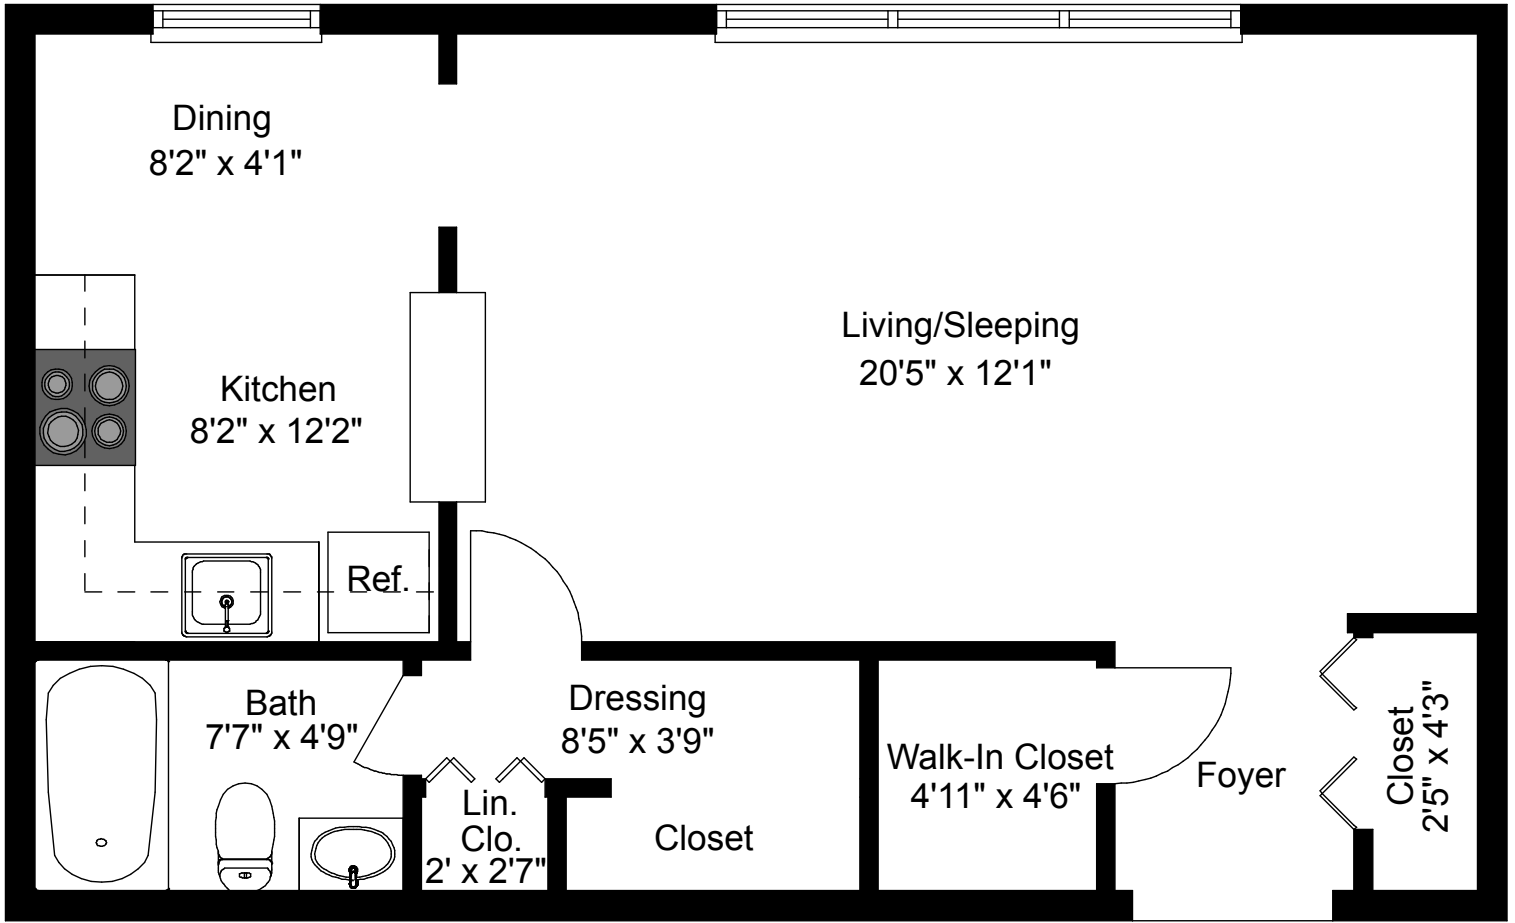 Dining
8'2" x 4'1"
Living/Sleeping
20'5" x 12'1"
Kitchen
8'2" x 12'2"
Ref.
Bath
7'7" x 4'9"
Dressing
8'5" x 3'9"
Lin.
Clo.
2' x 2'7"
Closet
Walk-In Closet
4'11" x 4'6"
Foyer
Closet
2'5" x 4'3"